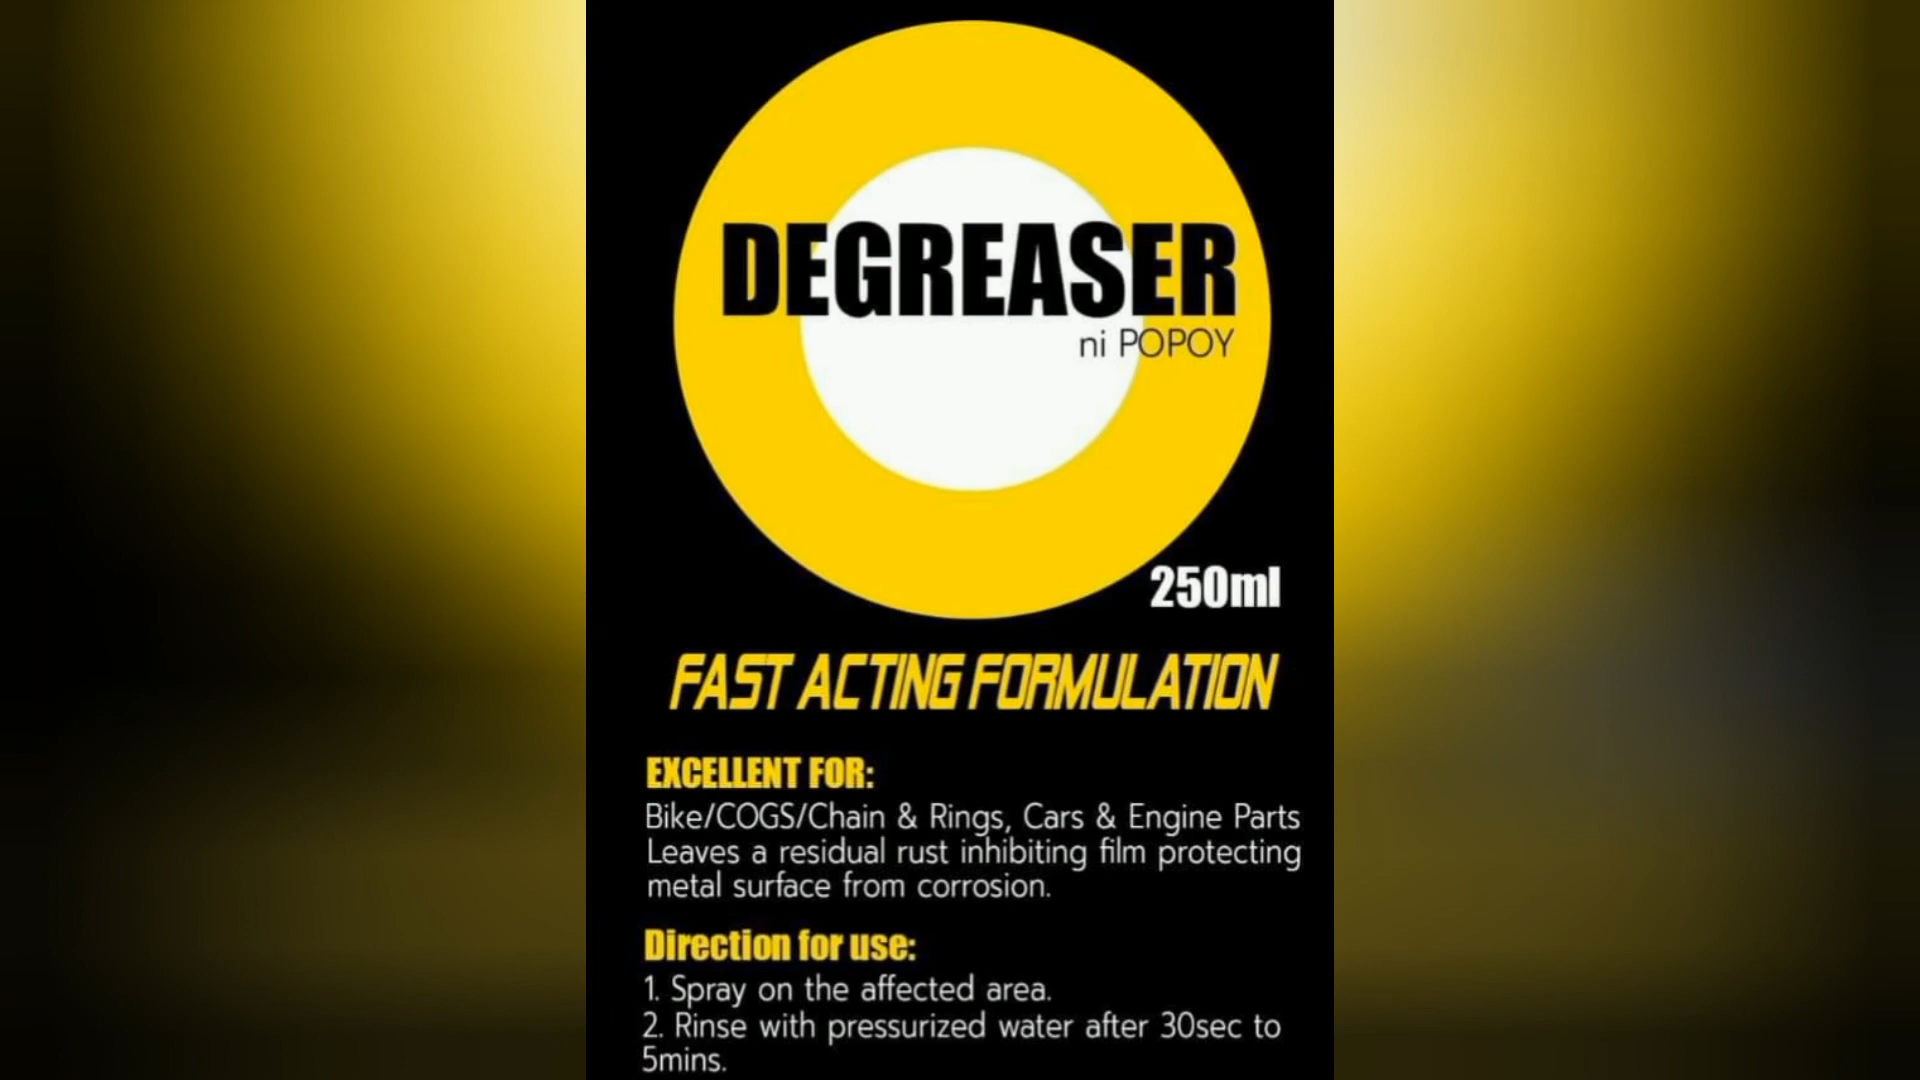 DEGREASER
ni POPOY
250ml
FAST ACTING FORMULATION
EXCELLENT FOR:
Bike/COGS/Chain & Rings, Cars & Engine Parts
Leaves a residual rust inhibiting film protecting
metal surface from corrosion.
Direction for use:
1. Spray on the affected area.
2. Rinse with pressurized water after 30sec to
5mins.